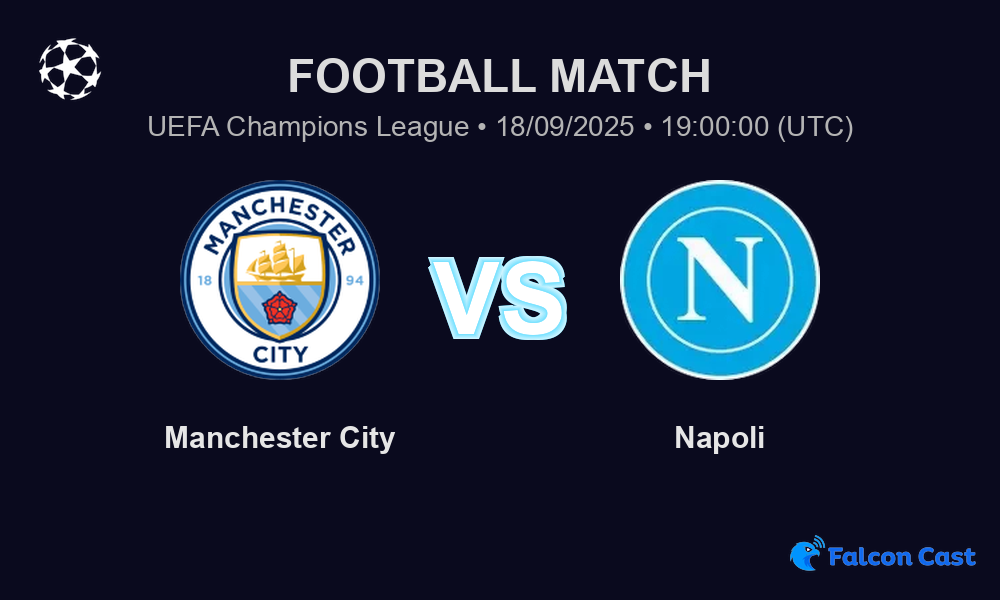 FOOTBALL MATCH
UEFA Champions League • 18/09/2025 • 19:00:00 (UTC)
MANCHESTER
18 94
CITY
VS
N
Manchester City
Napoli
Falcon Cast